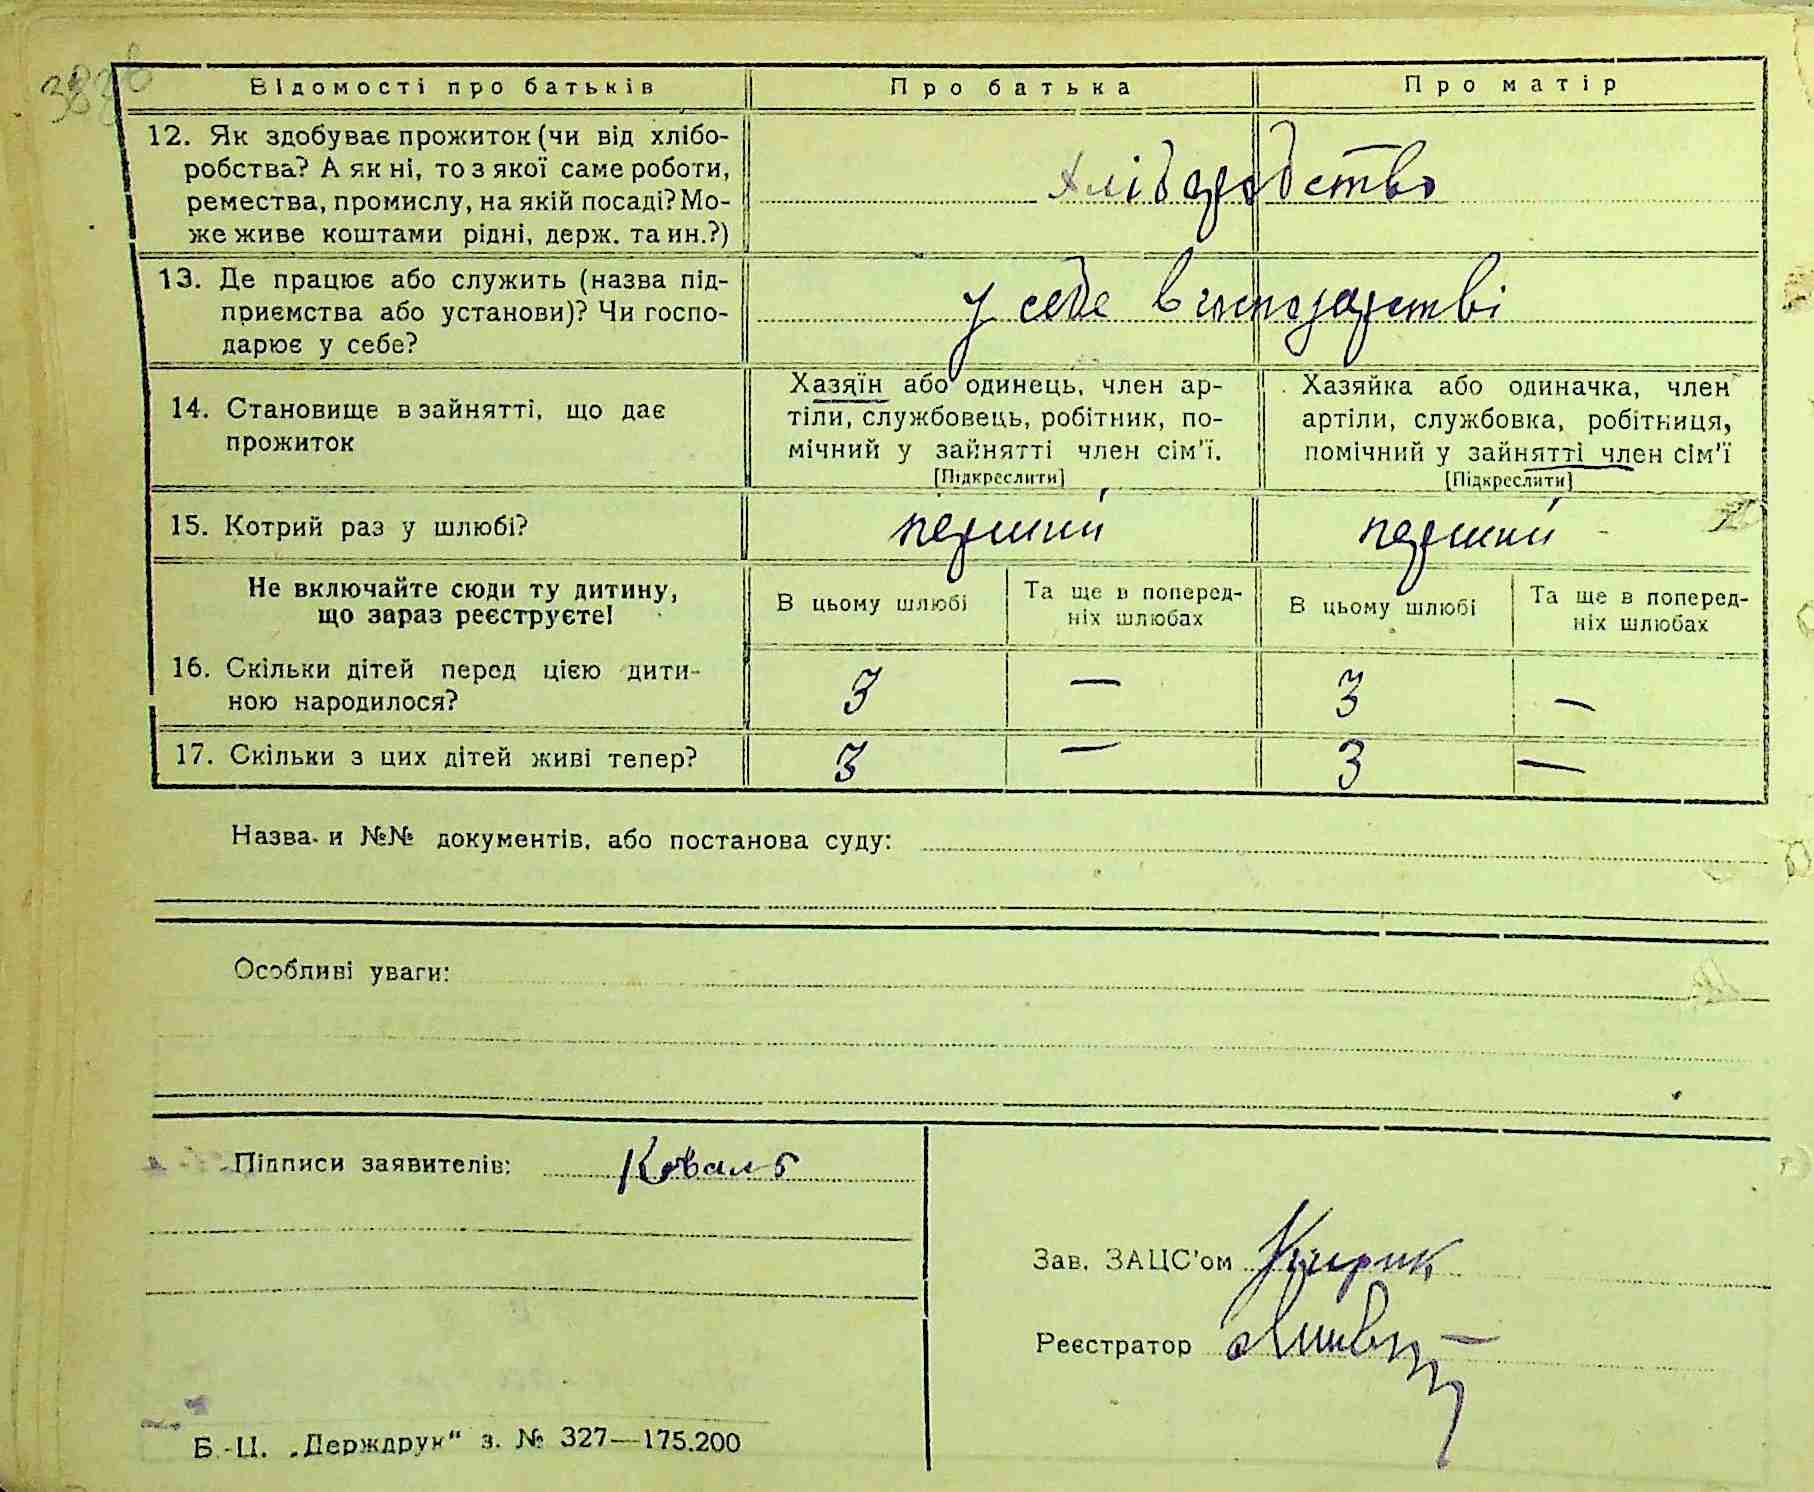 Відомості про батьків Про батька Про матір
12. Як здобуває прожиток (чи від хлібо-
робства? А як ні, то з якої саме роботи,
ремества, промислу, на якій посаді? Мо-
же живе коштами рідні, держ. та ин.?)
хліборобство
13. Де працює або служить (назва під-
приємства або установи)? Чи госпо-
дарює у себе?
у себе в господарстві
14. Становище в зайнятті, що дає
прожиток
Хазяїн або одинець, член ар-
тіли, службовець, робітник, по-
мічний у зайнятті член сім'ї.
[Підкреслити]
Хазяйка або одиначка, член
артіли, службовка, робітниця,
помічний у зайнятті член сім'ї
[Підкреслити]
15. Котрий раз у шлюбі? перший перший
Не включайте сюди ту дитину,
що зараз реєструєте!
В цьому шлюбі
Та ще в поперед-
ніх шлюбах
В цьому шлюбі
Та ще в поперед-
ніх шлюбах
16. Скільки дітей перед цією дити-
ною народилося?
3 — 3 —
17. Скільки з цих дітей живі тепер? 3 — 3 —
Назва и №№ документів, або постанова суду:
Особливі уваги:
Підписи заявителів: Коваль
Зав. ЗАЦС'ом
Реєстратор
Б.-Ц. „Держдрук" з. № 327—175.200